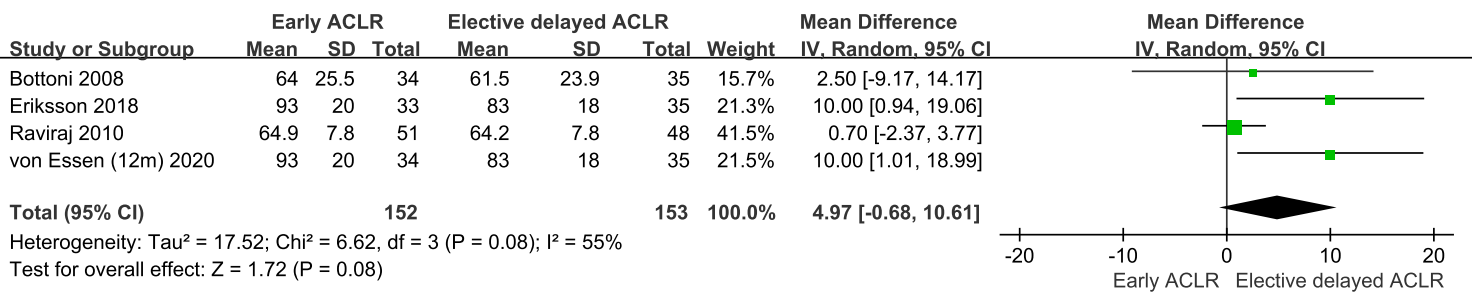 Early ACLR Elective delayed ACLR Mean Difference Mean Difference
Study or Subgroup Mean SD Total Mean SD Total Weight IV, Random, 95% CI IV, Random, 95% CI
Bottoni 2008 64 25.5 34 61.5 23.9 35 15.7% 2.50 [-9.17, 14.17]
Eriksson 2018 93 20 33 83 18 35 21.3% 10.00 [0.94, 19.06]
Raviraj 2010 64.9 7.8 51 64.2 7.8 48 41.5% 0.70 [-2.37, 3.77]
von Essen (12m) 2020 93 20 34 83 18 35 21.5% 10.00 [1.01, 18.99]
Total (95% CI) 152 153 100.0% 4.97 [-0.68, 10.61]
Heterogeneity: Tau² = 17.52; Chi² = 6.62, df = 3 (P = 0.08); I² = 55%
Test for overall effect: Z = 1.72 (P = 0.08)
-20 -10 0 10 20
Early ACLR Elective delayed ACLR